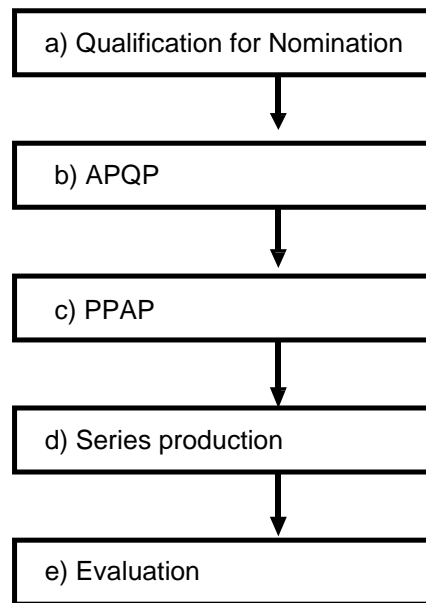 a) Qualification for Nomination
b) APQP
c) PPAP
d) Series production
e) Evaluation